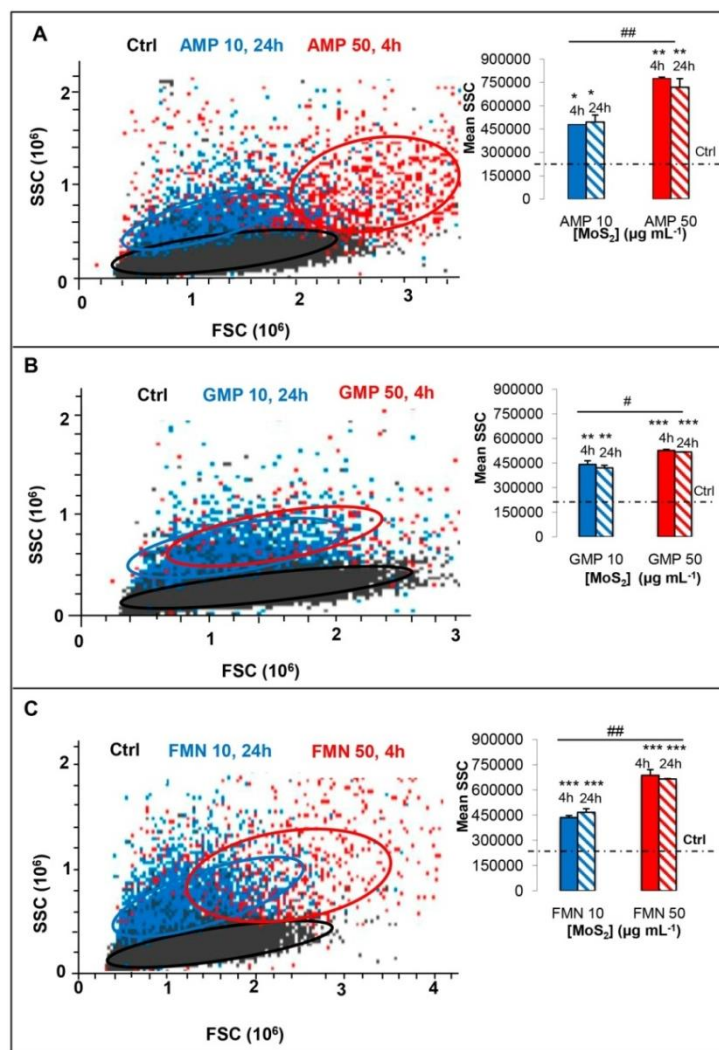 A
Ctrl AMP 10, 24h AMP 50, 4h
2
1
0
SSC (10⁶)
0 1 2 3
FSC (10⁶)
##
** **
4h 24h
* *
4h 24h
900000
750000
600000
450000
300000
150000
0
Mean SSC
Ctrl
AMP 10 AMP 50
[MoS₂] (µg mL⁻¹)
B
Ctrl GMP 10, 24h GMP 50, 4h
2
1
0
SSC (10⁶)
0 1 2 3
FSC (10⁶)
#
*** ***
4h 24h
** **
4h 24h
900000
750000
600000
450000
300000
150000
0
Mean SSC
Ctrl
GMP 10 GMP 50
[MoS₂] (µg mL⁻¹)
C
Ctrl FMN 10, 24h FMN 50, 4h
2
1
0
SSC (10⁶)
0 1 2 3 4
FSC (10⁶)
##
*** ***
4h 24h
*** ***
4h 24h
900000
750000
600000
450000
300000
150000
0
Mean SSC
Ctrl
FMN 10 FMN 50
[MoS₂] (µg mL⁻¹)